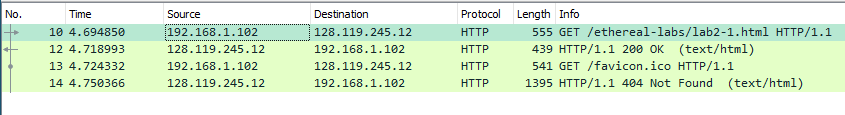 No. Time Source Destination Protocol Length Info
10 4.694850 192.168.1.102 128.119.245.12 HTTP 555 GET /ethereal-labs/lab2-1.html HTTP/1.1
12 4.718993 128.119.245.12 192.168.1.102 HTTP 439 HTTP/1.1 200 OK  (text/html)
13 4.724332 192.168.1.102 128.119.245.12 HTTP 541 GET /favicon.ico HTTP/1.1
14 4.750366 128.119.245.12 192.168.1.102 HTTP 1395 HTTP/1.1 404 Not Found  (text/html)